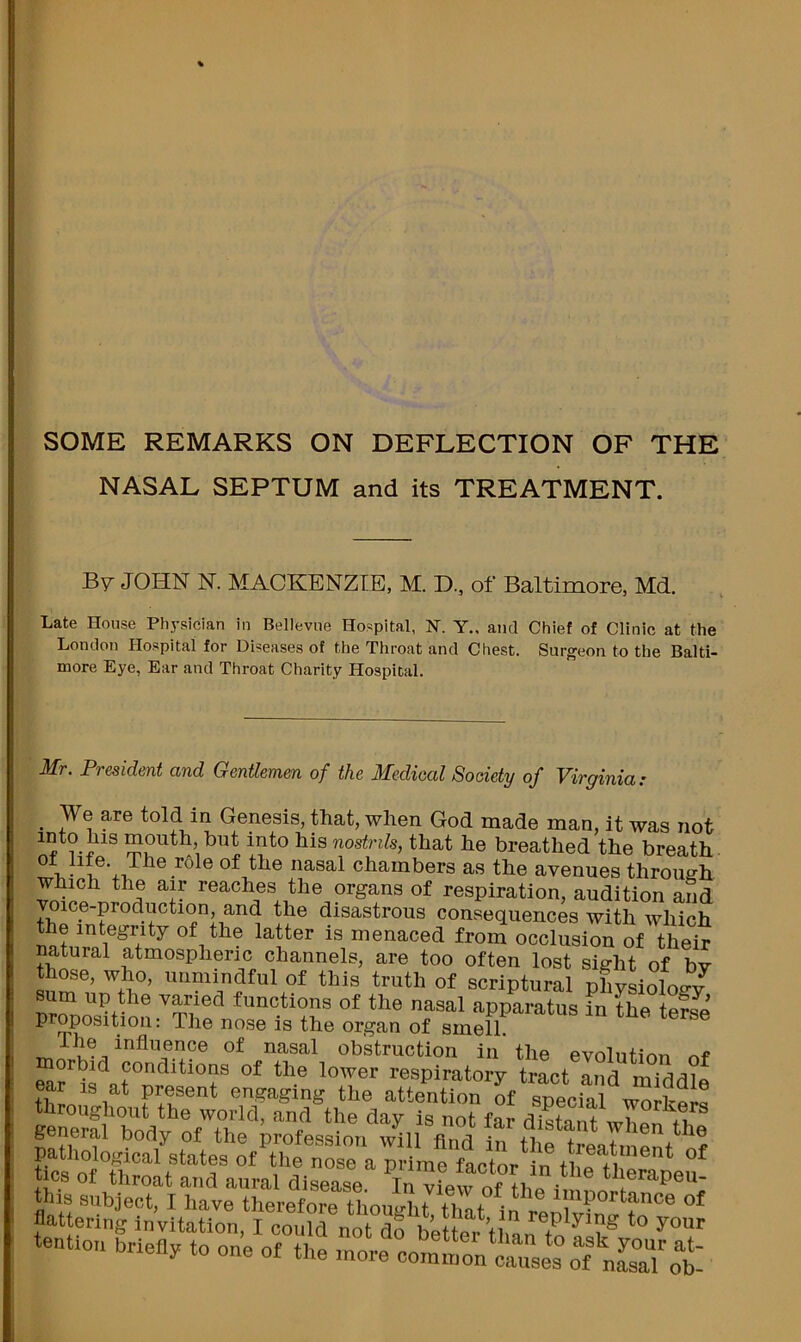 SOME REMARKS ON DEFLECTION OF THE
NASAL SEPTUM and its TREATMENT.
By JOHN N. MACKENZIE, M. D., of Baltimore, Md.
Late House Physician in Bellevue Hospital, N. Y., and Chief of Clinic at the
London Hospital for Diseases of the Throat and Chest. Surgeon to the Balti-
more Eye, Ear and Throat Charity Hospital.
Mr. President and Gentlemen of the Medical Society of Virginia:
We are told in Genesis, that, when God made man, it was not
into his mouth, but into his nostrils, that he breathed the breath
of life. The rôle of the nasal chambers as the avenues through
which the air reaches the organs of respiration, audition and
voice-production, and the disastrous consequences with which
the integrity of the latter is menaced from occlusion of their
natural atmospheric channels, are too often lost sight of by
those, who, unmindful of this truth of scriptural physiology,
sum up the varied functions of the nasal apparatus in the terse
proposition: The nose is the organ of smell.
The influence of nasal obstruction in the evolution of
morbid conditions of the lower respiratory tract and middle
ear is at present engaging the attention of special workers
throughout the world, and the day is not far distant when the
general body of the profession will find in the treatment of
pathological states of the nose a prime factor in the therapeu-
tics of throat and aural disease. In view of the importance of
this subject, I have therefore thought, that, in replying to your
flattering invitation, I could not do better than to ask your at-
tention briefly to one of the more common causes of nasal ob-